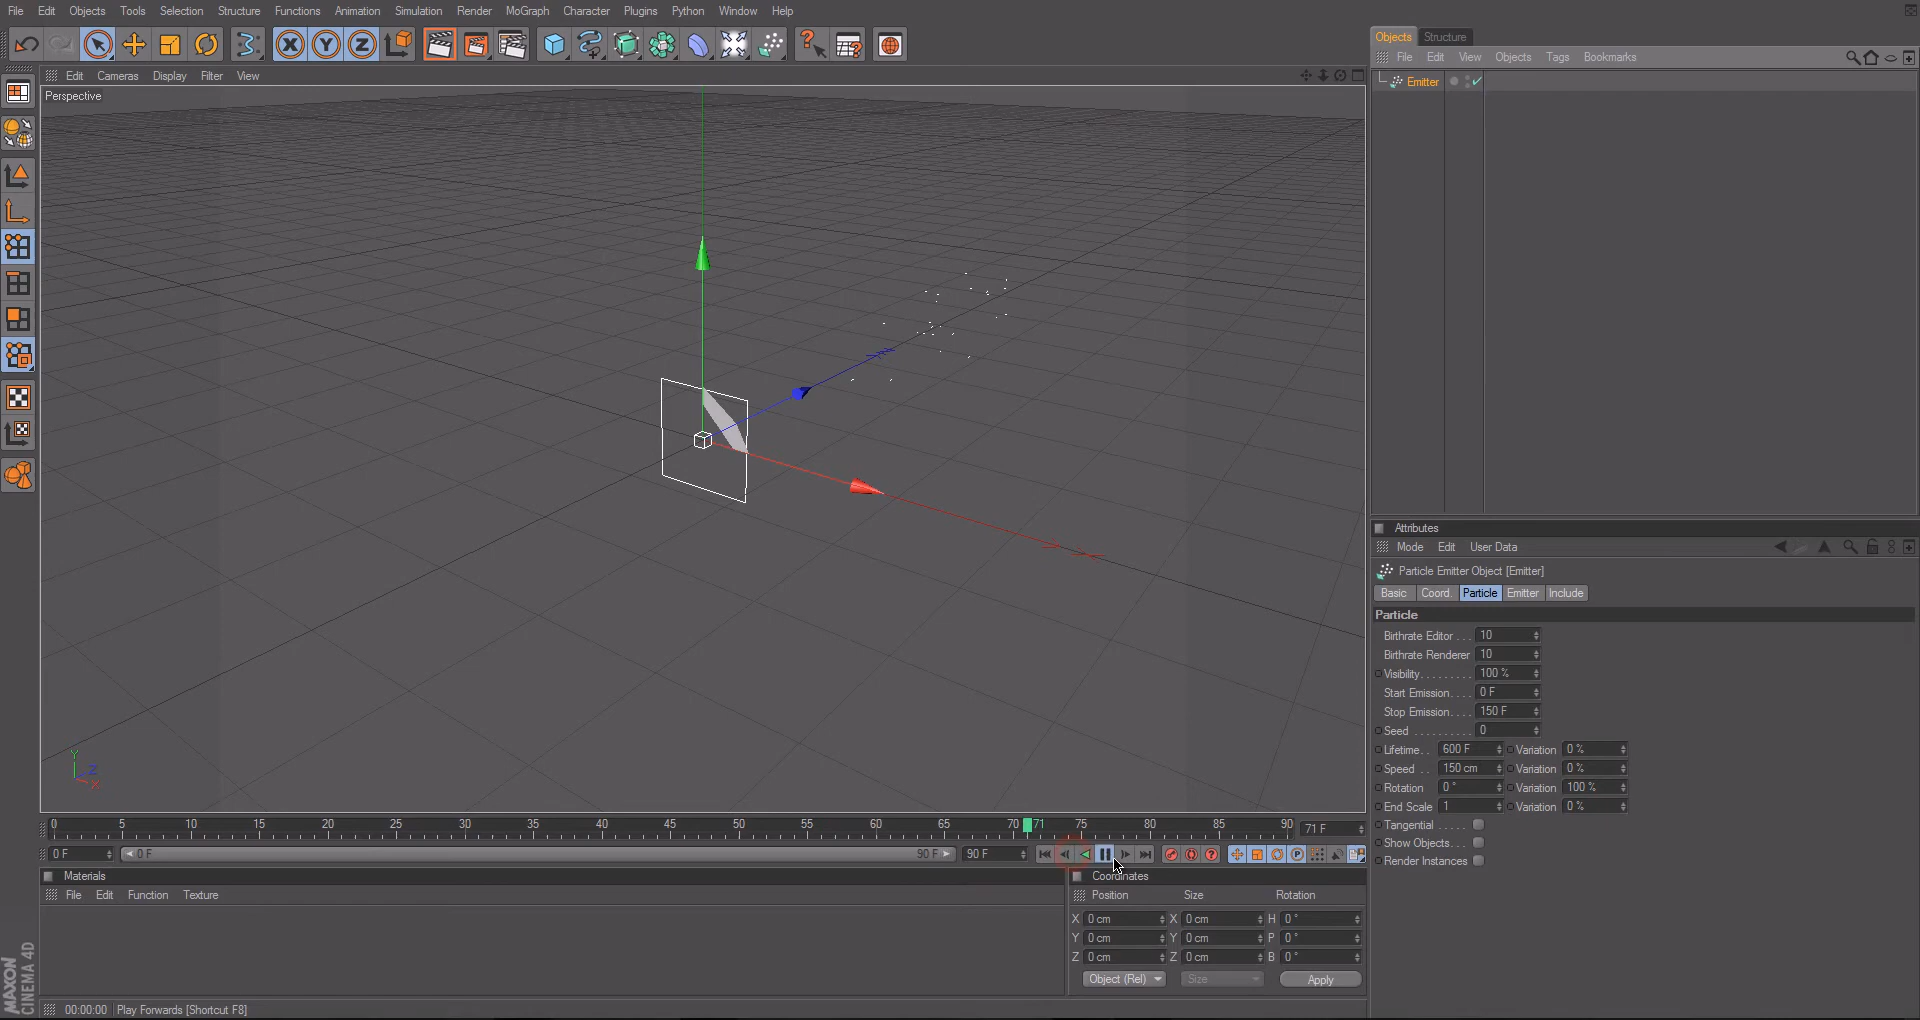 File Edit Objects Tools Selection Structure Functions Animation Simulation Render MoGraph Character Plugins Python Window Help
X Y Z
Edit Cameras Display Filter View
Perspective
Y
Z
X
0 5 10 15 20 25 30 35 40 45 50 55 60 65 70 71 75 80 85 90 71 F
0 F 0 F 90 F 90 F
Materials
File Edit Function Texture
Coordinates
Position Size Rotation
X 0 cm X 0 cm H 0 °
Y 0 cm Y 0 cm P 0 °
Z 0 cm Z 0 cm B 0 °
Object (Rel) Size Apply
MAXON
CINEMA 4D
00:00:00 Play Forwards [Shortcut F8]
Objects Structure
File Edit View Objects Tags Bookmarks
Emitter
Attributes
Mode Edit User Data
Particle Emitter Object [Emitter]
Basic Coord. Particle Emitter Include
Particle
Birthrate Editor . . . 10
Birthrate Renderer 10
Visibility. . . . . . . . . 100 %
Start Emission. . . . 0 F
Stop Emission. . . . 150 F
Seed . . . . . . . . . . 0
Lifetime. . 600 F Variation 0 %
Speed . . 150 cm Variation 0 %
Rotation 0 ° Variation 100 %
End Scale 1 Variation 0 %
Tangential . . . . .
Show Objects. . .
Render Instances